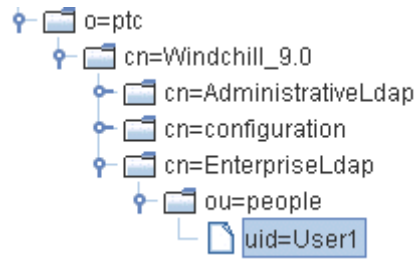 o=ptc
cn=Windchill_9.0
cn=AdministrativeLdap
cn=configuration
cn=EnterpriseLdap
ou=people
uid=User1